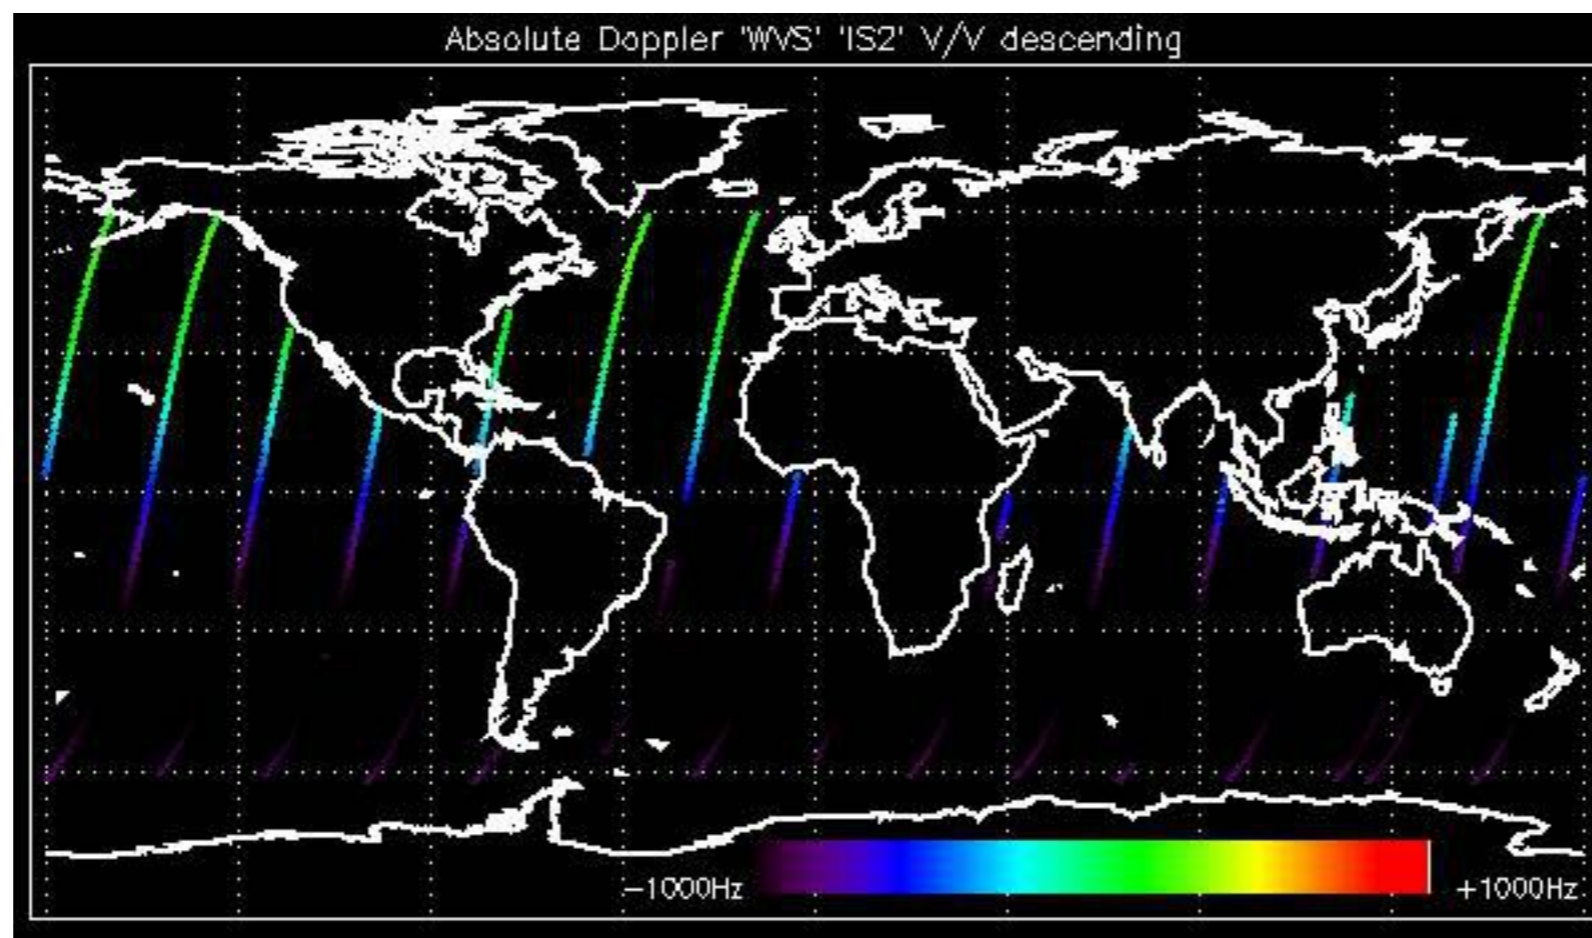 Absolute Doppler 'WVS' 'IS2' V/V descending
−1000Hz +1000Hz